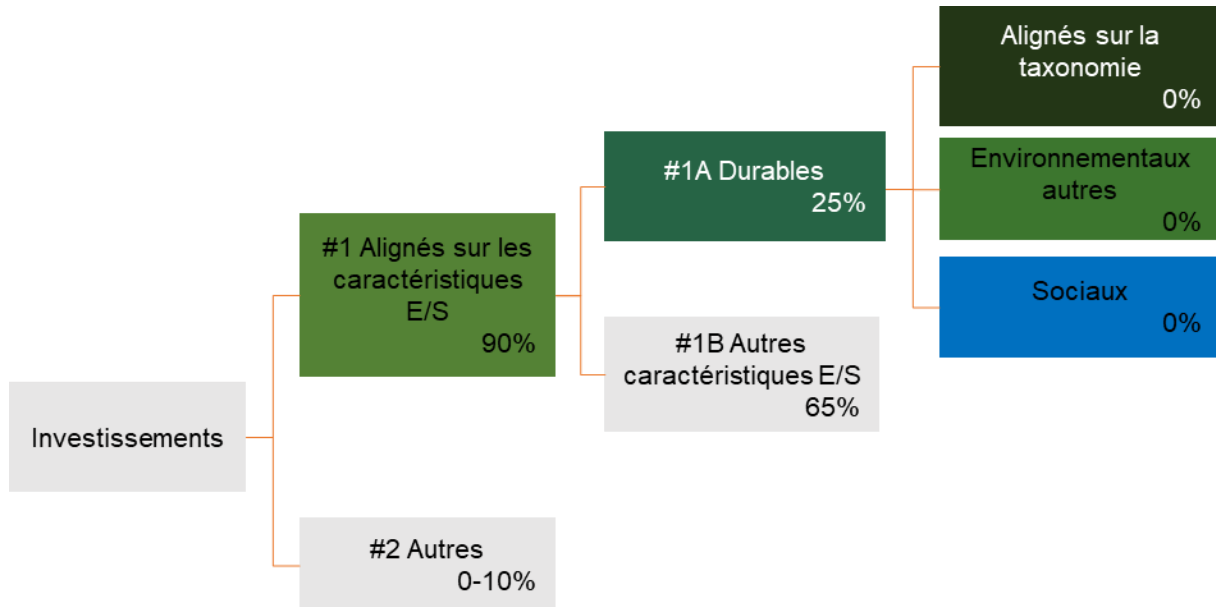 Investissements
#1 Alignés sur les
caractéristiques
E/S
90%
#2 Autres
0-10%
#1A Durables
25%
#1B Autres
caractéristiques E/S
65%
Alignés sur la
taxonomie
0%
Environnementaux
autres
0%
Sociaux
0%